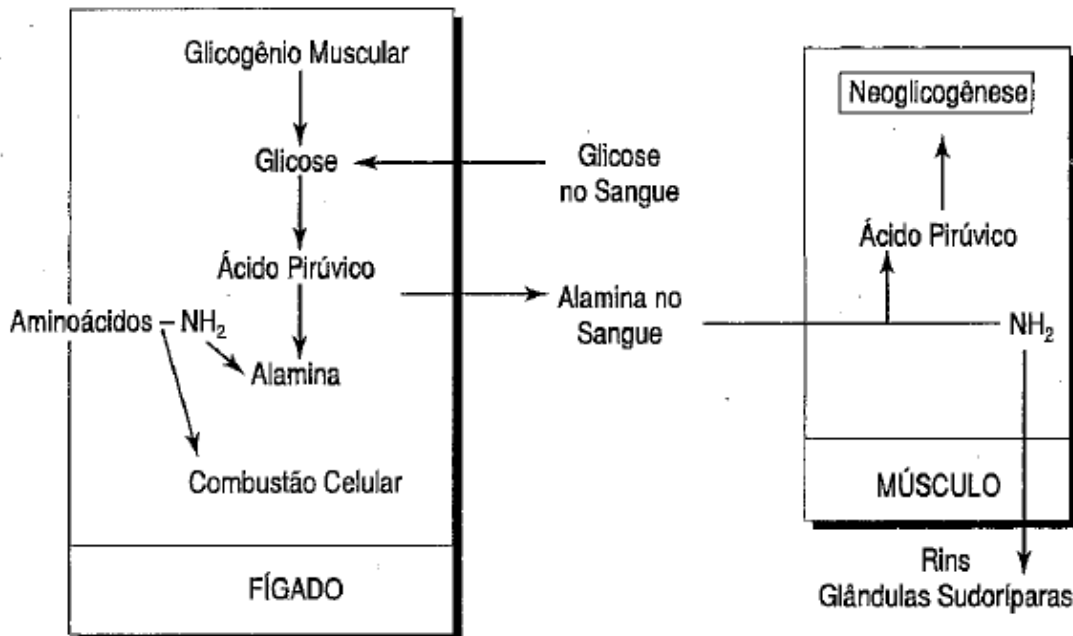 Glicogênio Muscular
Glicose
Ácido Pirúvico
Aminoácidos – NH₂
Alamina
Combustão Celular
FÍGADO
Glicose
no Sangue
Alamina no
Sangue
Neoglicogênese
Ácido Pirúvico
NH₂
MÚSCULO
Rins
Glândulas Sudoríparas